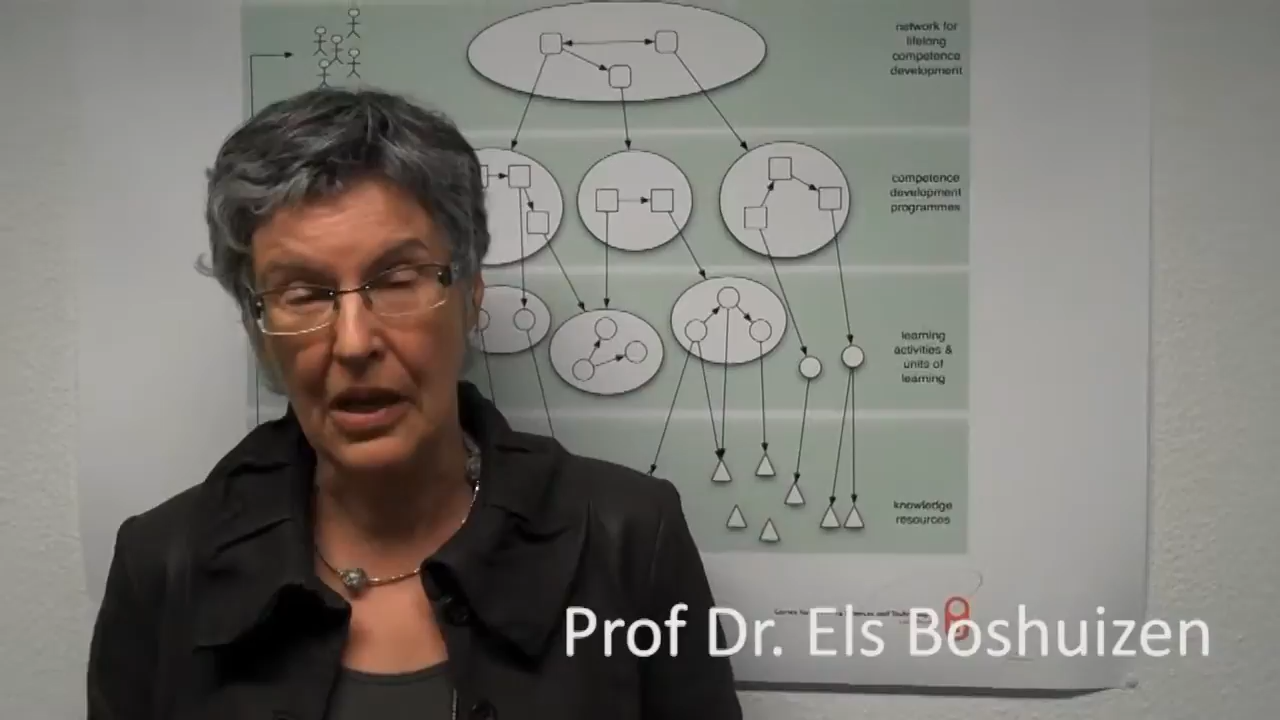 network for
lifelong
competence
development
competence
development
programmes
learning
activities &
units of
learning
knowledge
resources
Prof Dr. Els Boshuizen